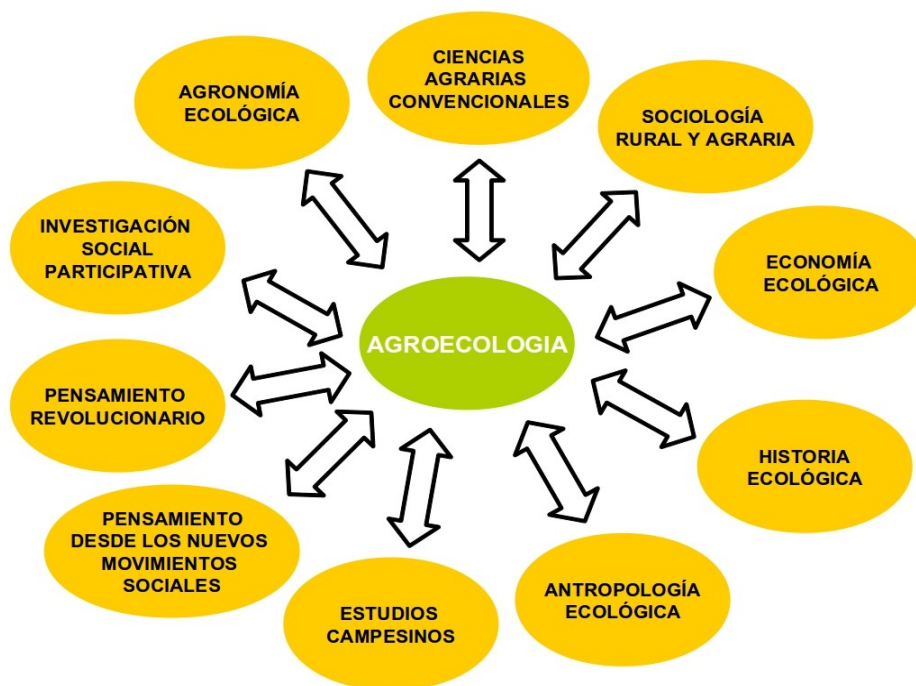 CIENCIAS
AGRARIAS
CONVENCIONALES
AGRONOMÍA
ECOLÓGICA
SOCIOLOGÍA
RURAL Y AGRARIA
INVESTIGACIÓN
SOCIAL
PARTICIPATIVA
ECONOMÍA
ECOLÓGICA
AGROECOLOGIA
PENSAMIENTO
REVOLUCIONARIO
HISTORIA
ECOLÓGICA
PENSAMIENTO
DESDE LOS NUEVOS
MOVIMIENTOS
SOCIALES
ANTROPOLOGÍA
ECOLÓGICA
ESTUDIOS
CAMPESINOS